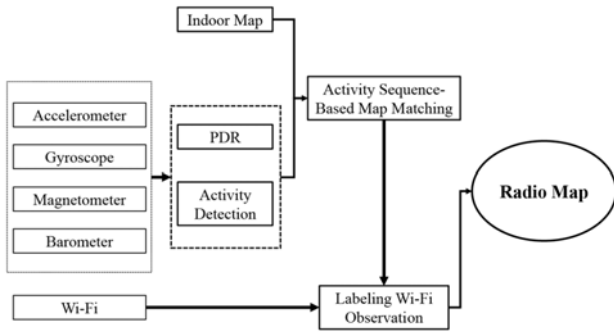 Indoor Map
Accelerometer
Gyroscope
Magnetometer
Barometer
PDR
Activity
Detection
Activity Sequence-
Based Map Matching
Radio Map
Wi-Fi
Labeling Wi-Fi
Observation